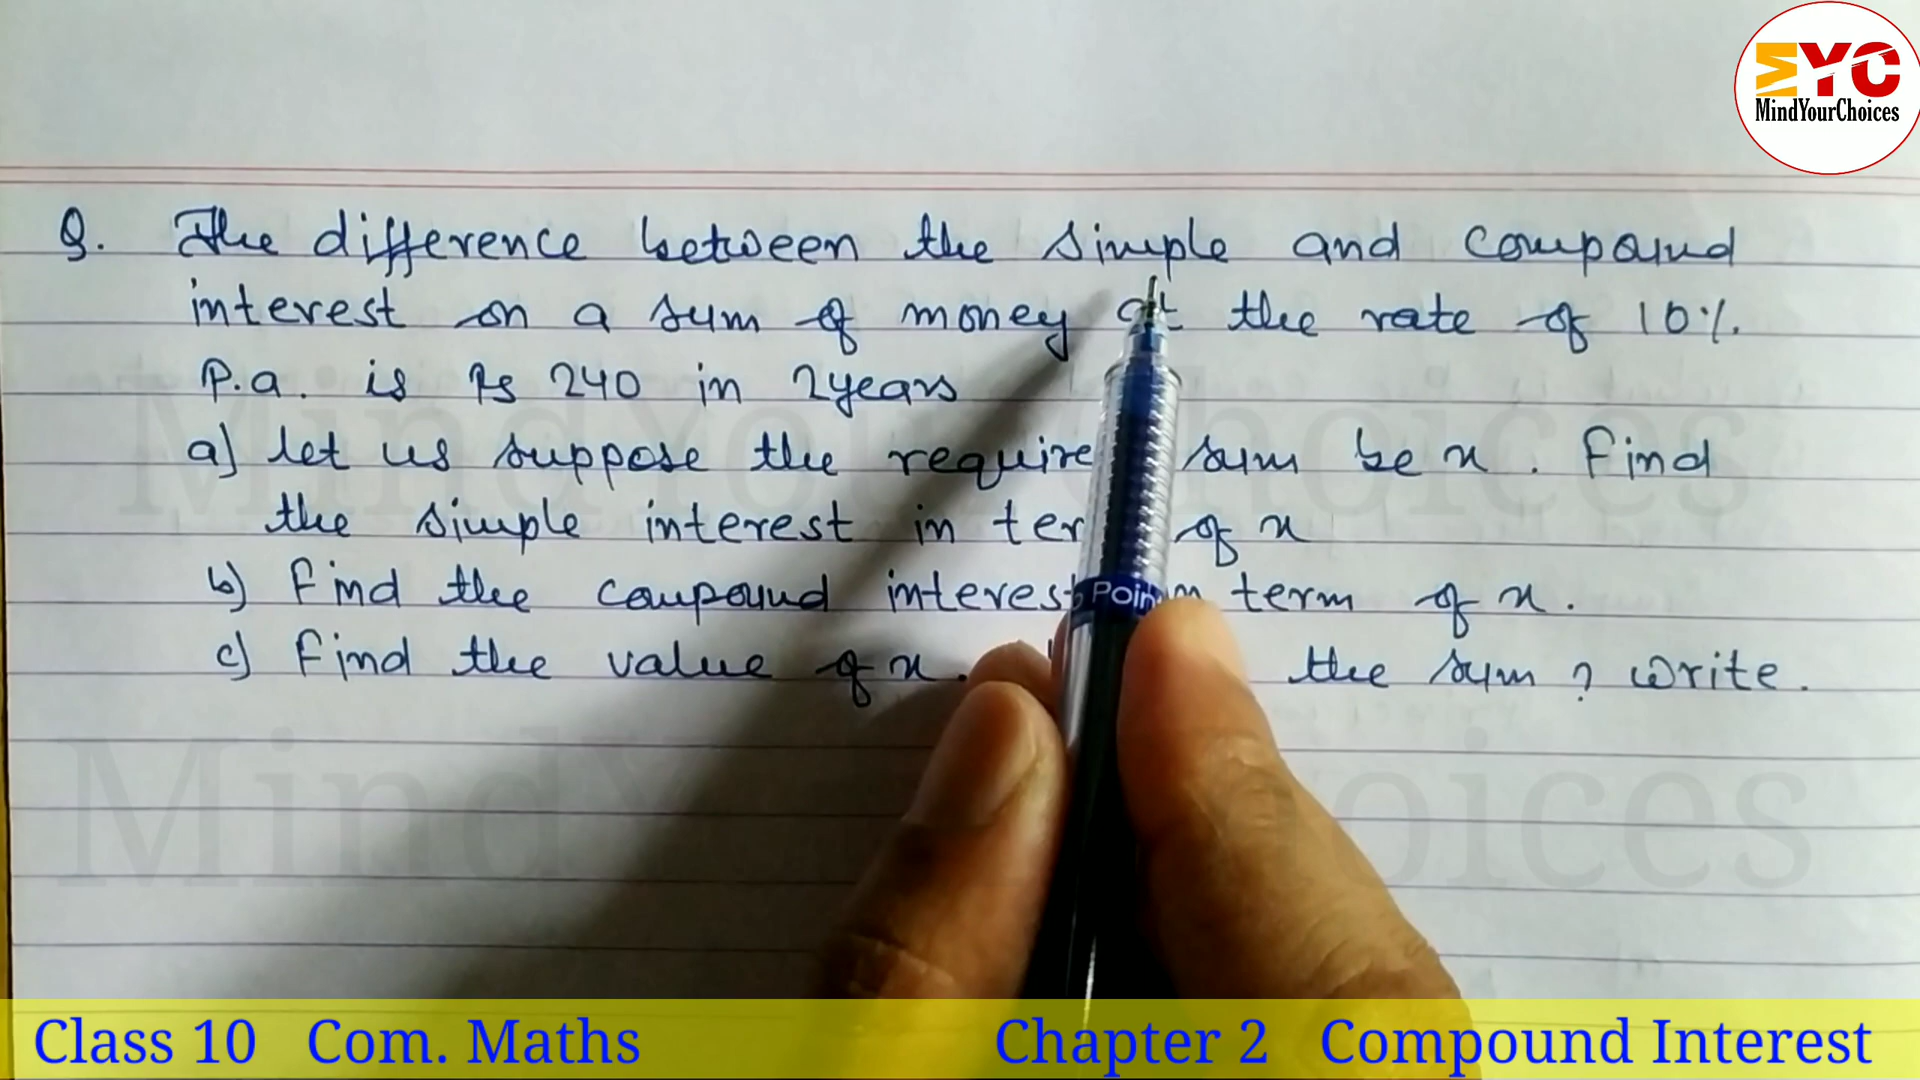 MYC
MindYourChoices
Q. The difference between the simple and compound
interest on a sum of money at the rate of 10%
P.a. is Rs 240 in 2years
a) let us suppose the require sum be x. Find
the simple interest in ter of x
b) Find the compound interest in term of x.
c) Find the value of x. the sum? write.
MindYourChoices
Class 10 Com. Maths Chapter 2 Compound Interest